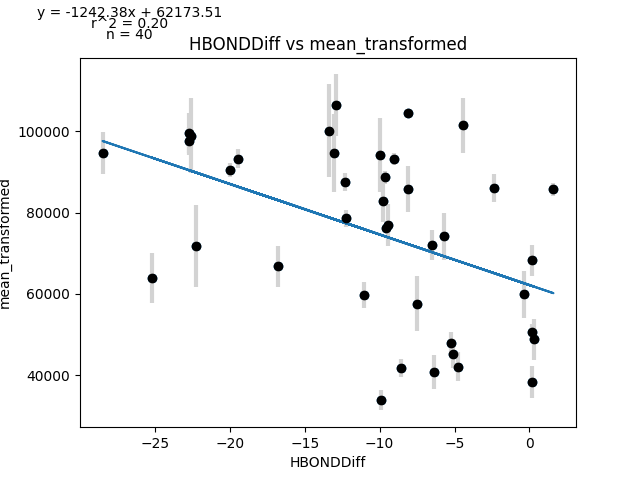 y = -1242.38x + 62173.51
r^2 = 0.20
n = 40
HBONDDiff vs mean_transformed
100000
80000
60000
40000
mean_transformed
−25
−20
−15
−10
−5
0
HBONDDiff